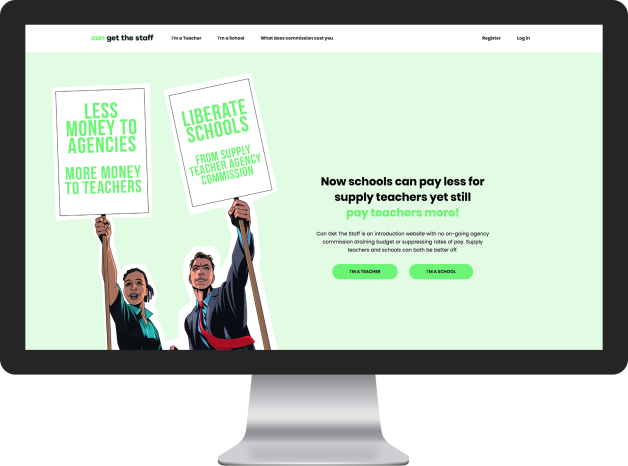 can get the staff
I'm a Teacher
I'm a School
What does commission cost you
Register
Log in
LESS
MONEY TO
AGENCIES
MORE MONEY
TO TEACHERS
LIBERATE
SCHOOLS
FROM SUPPLY
TEACHER AGENCY
COMMISSION
Now schools can pay less for
supply teachers yet still
pay teachers more!
Can Get The Staff is an introduction website with no on-going agency
commission draining budget or suppressing rates of pay. Supply
teachers and schools can both be better off.
I'M A TEACHER
I'M A SCHOOL